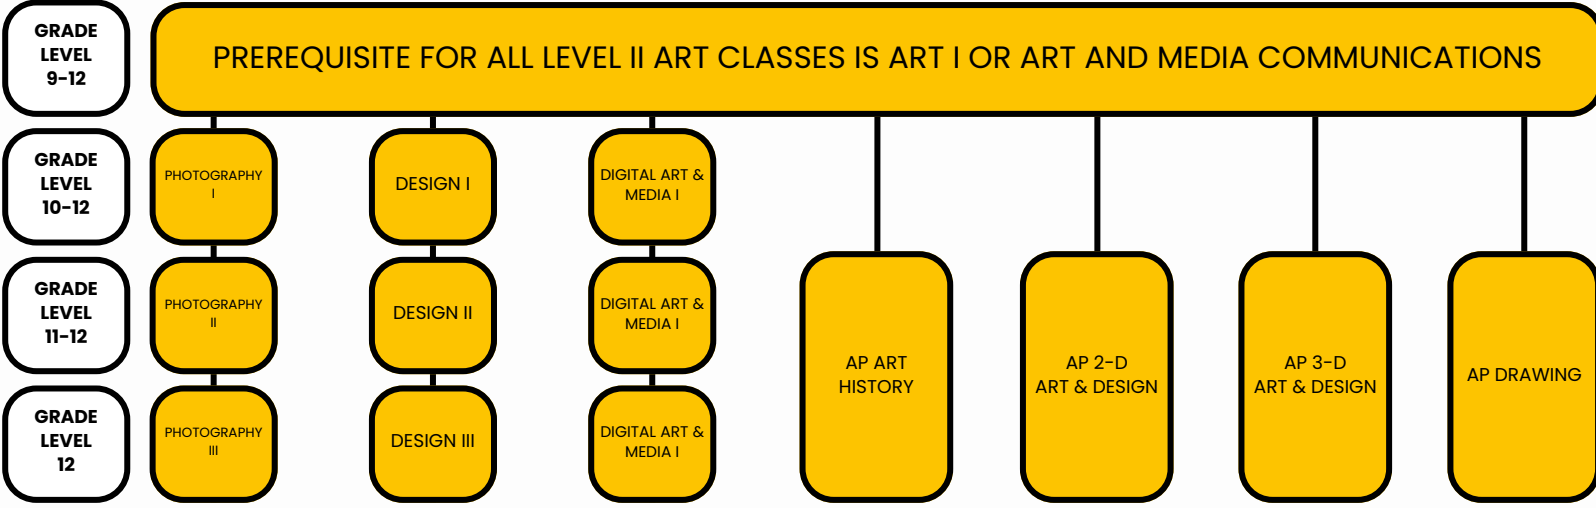 GRADE
LEVEL
9-12
PREREQUISITE FOR ALL LEVEL II ART CLASSES IS ART I OR ART AND MEDIA COMMUNICATIONS
GRADE
LEVEL
10-12
PHOTOGRAPHY
I
DESIGN I
DIGITAL ART &
MEDIA I
GRADE
LEVEL
11-12
PHOTOGRAPHY
II
DESIGN II
DIGITAL ART &
MEDIA I
AP ART
HISTORY
AP 2-D
ART & DESIGN
AP 3-D
ART & DESIGN
AP DRAWING
GRADE
LEVEL
12
PHOTOGRAPHY
III
DESIGN III
DIGITAL ART &
MEDIA I